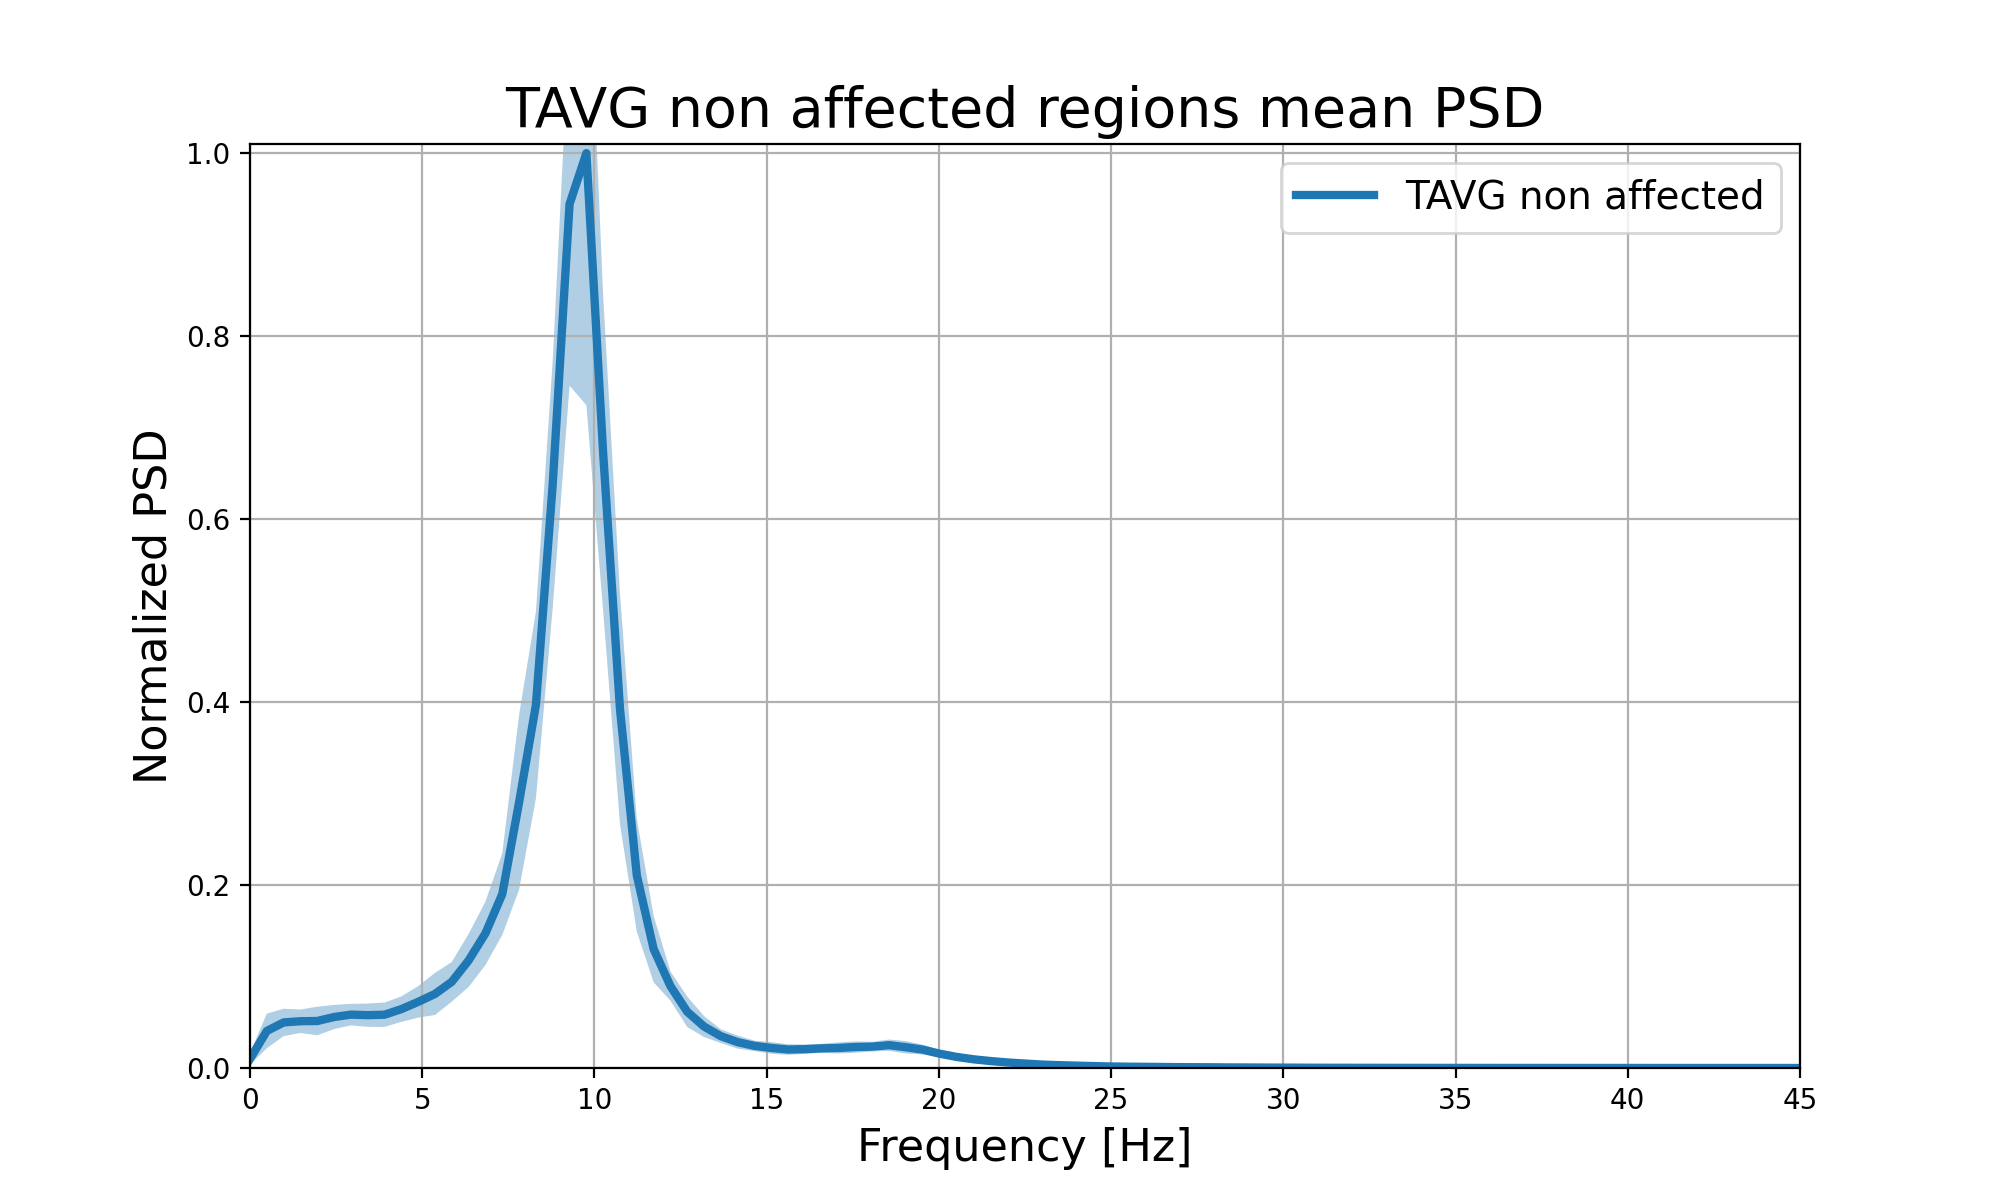 TAVG non affected regions mean PSD
TAVG non affected
1.0
0.8
0.6
0.4
0.2
0.0
Normalized PSD
0 5 10 15 20 25 30 35 40 45
Frequency [Hz]